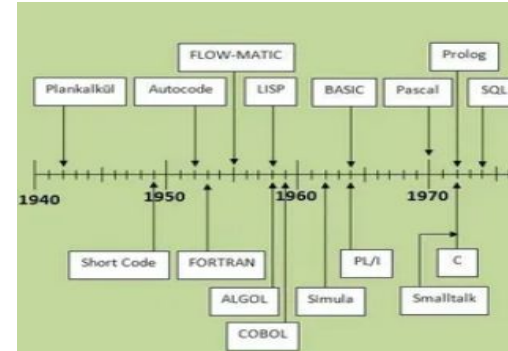 FLOW-MATIC
Prolog
Plankalkül
Autocode
LISP
BASIC
Pascal
SQL
1940
1950
1960
1970
Short Code
FORTRAN
PL/I
C
ALGOL
Simula
Smalltalk
COBOL